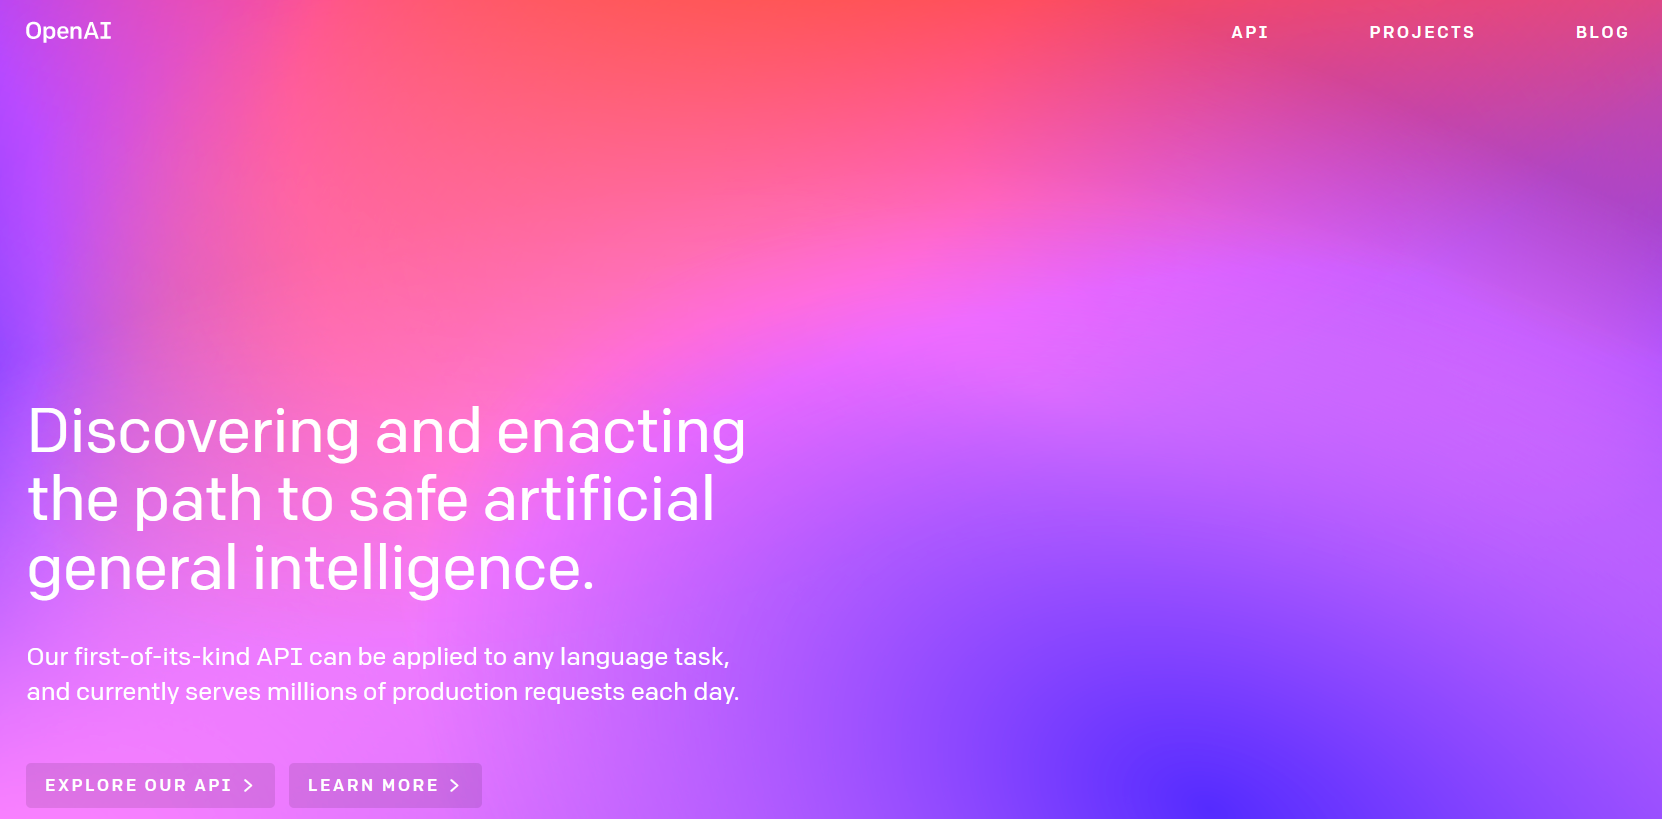 OpenAI
API
PROJECTS
BLOG
Discovering and enacting
the path to safe artificial
general intelligence.
Our first-of-its-kind API can be applied to any language task,
and currently serves millions of production requests each day.
EXPLORE OUR API
LEARN MORE